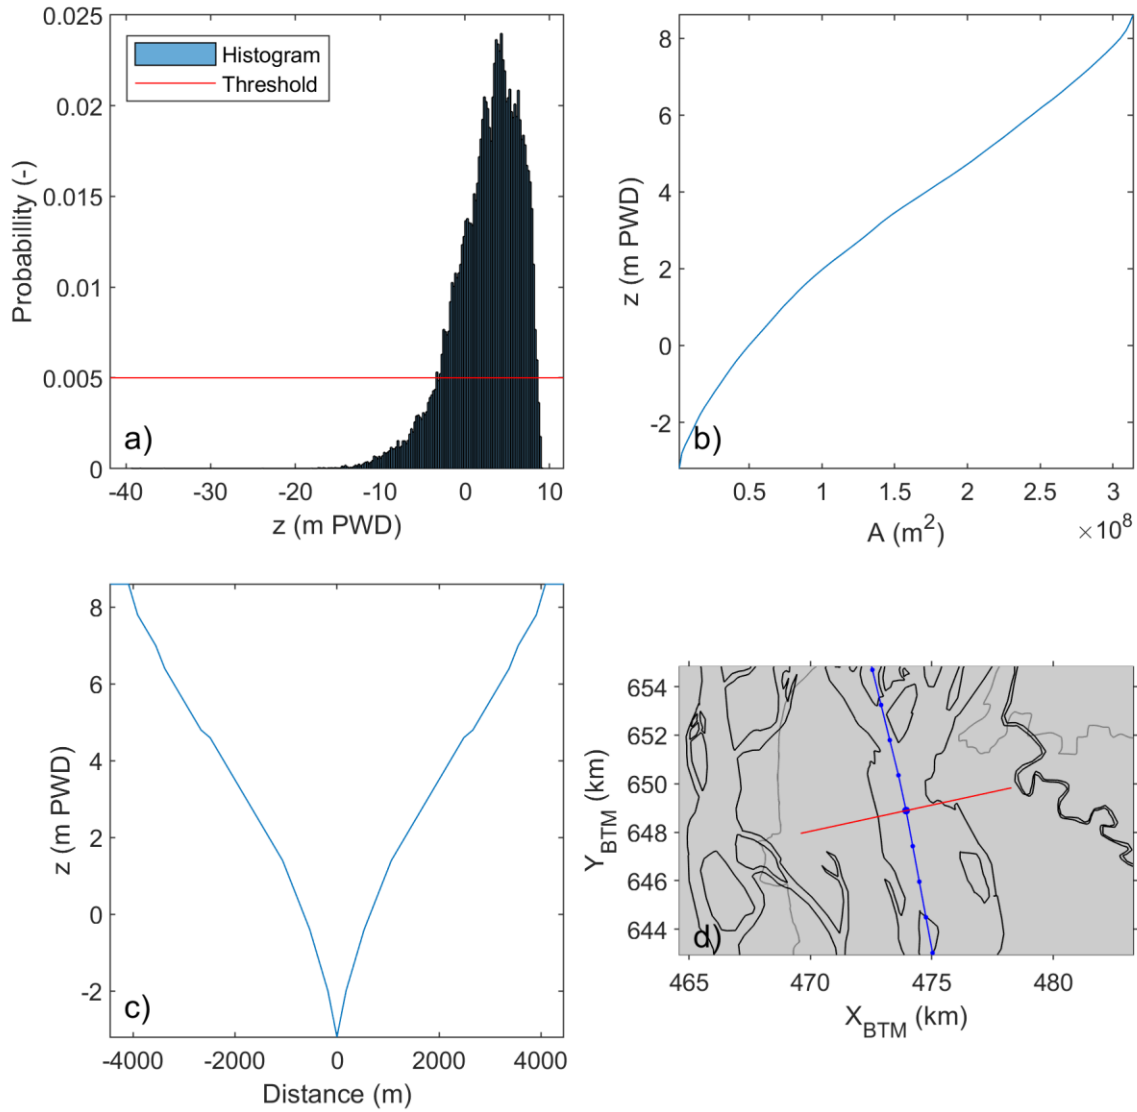 0.025
0.02
0.015
0.01
0.005
0
Probabillity (-)
Histogram
Threshold
a)
-40 -30 -20 -10 0 10
z (m PWD)
8
6
4
2
0
-2
z (m PWD)
b)
0.5 1 1.5 2 2.5 3
A (m²)
×10⁸
8
6
4
2
0
-2
z (m PWD)
c)
-4000 -2000 0 2000 4000
Distance (m)
654
652
650
648
646
644
Y_BTM (km)
d)
465 470 475 480
X_BTM (km)